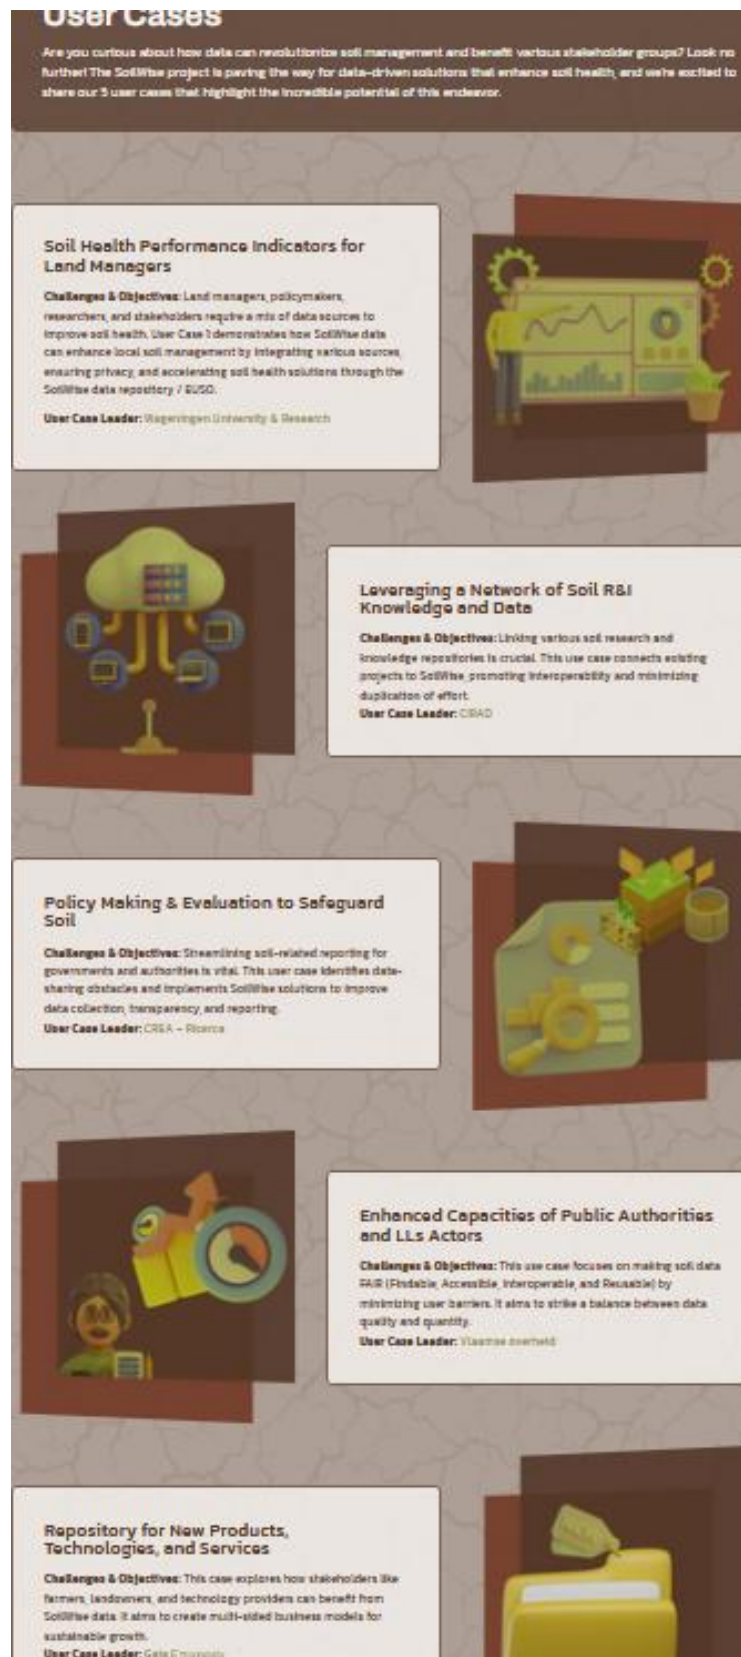 User Cases
Are you curious about how data can revolutionize soil management and benefit various stakeholder groups? Look no
further! The SoilWise project is paving the way for data-driven solutions that enhance soil health, and we're excited to
share our 5 user cases that highlight the incredible potential of this endeavor.
Soil Health Performance Indicators for
Land Managers
Challenges & Objectives: Land managers, policymakers,
researchers, and stakeholders require a mix of data sources to
improve soil health. User Case 1 demonstrates how SoilWise data
can enhance local soil management by integrating various sources,
ensuring privacy, and accelerating soil health solutions through the
SoilWise data repository / EUSO.
User Case Leader: Wageningen University & Research
Leveraging a Network of Soil R&I
Knowledge and Data
Challenges & Objectives: Linking various soil research and
knowledge repositories is crucial. This use case connects existing
projects to SoilWise, promoting interoperability and minimizing
duplication of effort.
User Case Leader: CIRAD
Policy Making & Evaluation to Safeguard
Soil
Challenges & Objectives: Streamlining soil-related reporting for
governments and authorities is vital. This user case identifies data-
sharing obstacles and implements SoilWise solutions to improve
data collection, transparency, and reporting.
User Case Leader: CREA – Ricerca
Enhanced Capacities of Public Authorities
and LLs Actors
Challenges & Objectives: This use case focuses on making soil data
FAIR (Findable, Accessible, Interoperable, and Reusable) by
minimizing user barriers. It aims to strike a balance between data
quality and quantity.
User Case Leader: Vlaamse overheid
Repository for New Products,
Technologies, and Services
Challenges & Objectives: This case explores how stakeholders like
farmers, landowners, and technology providers can benefit from
SoilWise data. It aims to create multi-sided business models for
sustainable growth.
User Case Leader: Gate